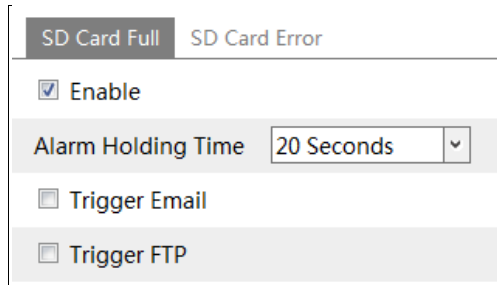 SD Card Full SD Card Error
Enable
Alarm Holding Time 20 Seconds
Trigger Email
Trigger FTP